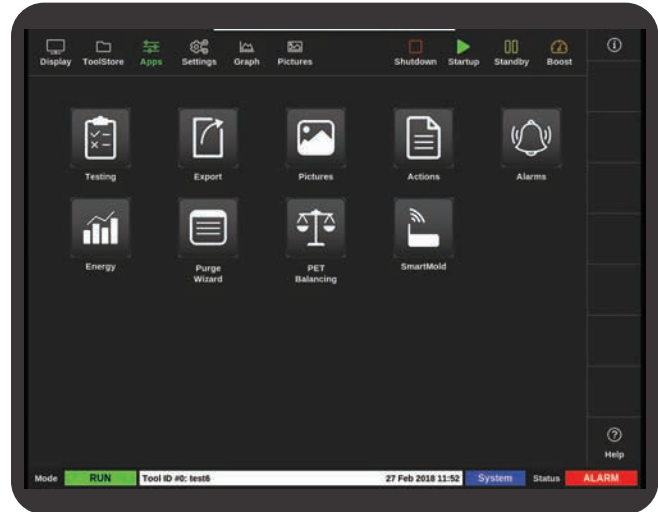 Display ToolStore Apps Settings Graph Pictures Shutdown Startup Standby Boost
Testing Export Pictures Actions Alarms
Energy Purge Wizard PET Balancing SmartMold
Help
Mode RUN Tool ID #0: test6 27 Feb 2018 11:52 System Status ALARM